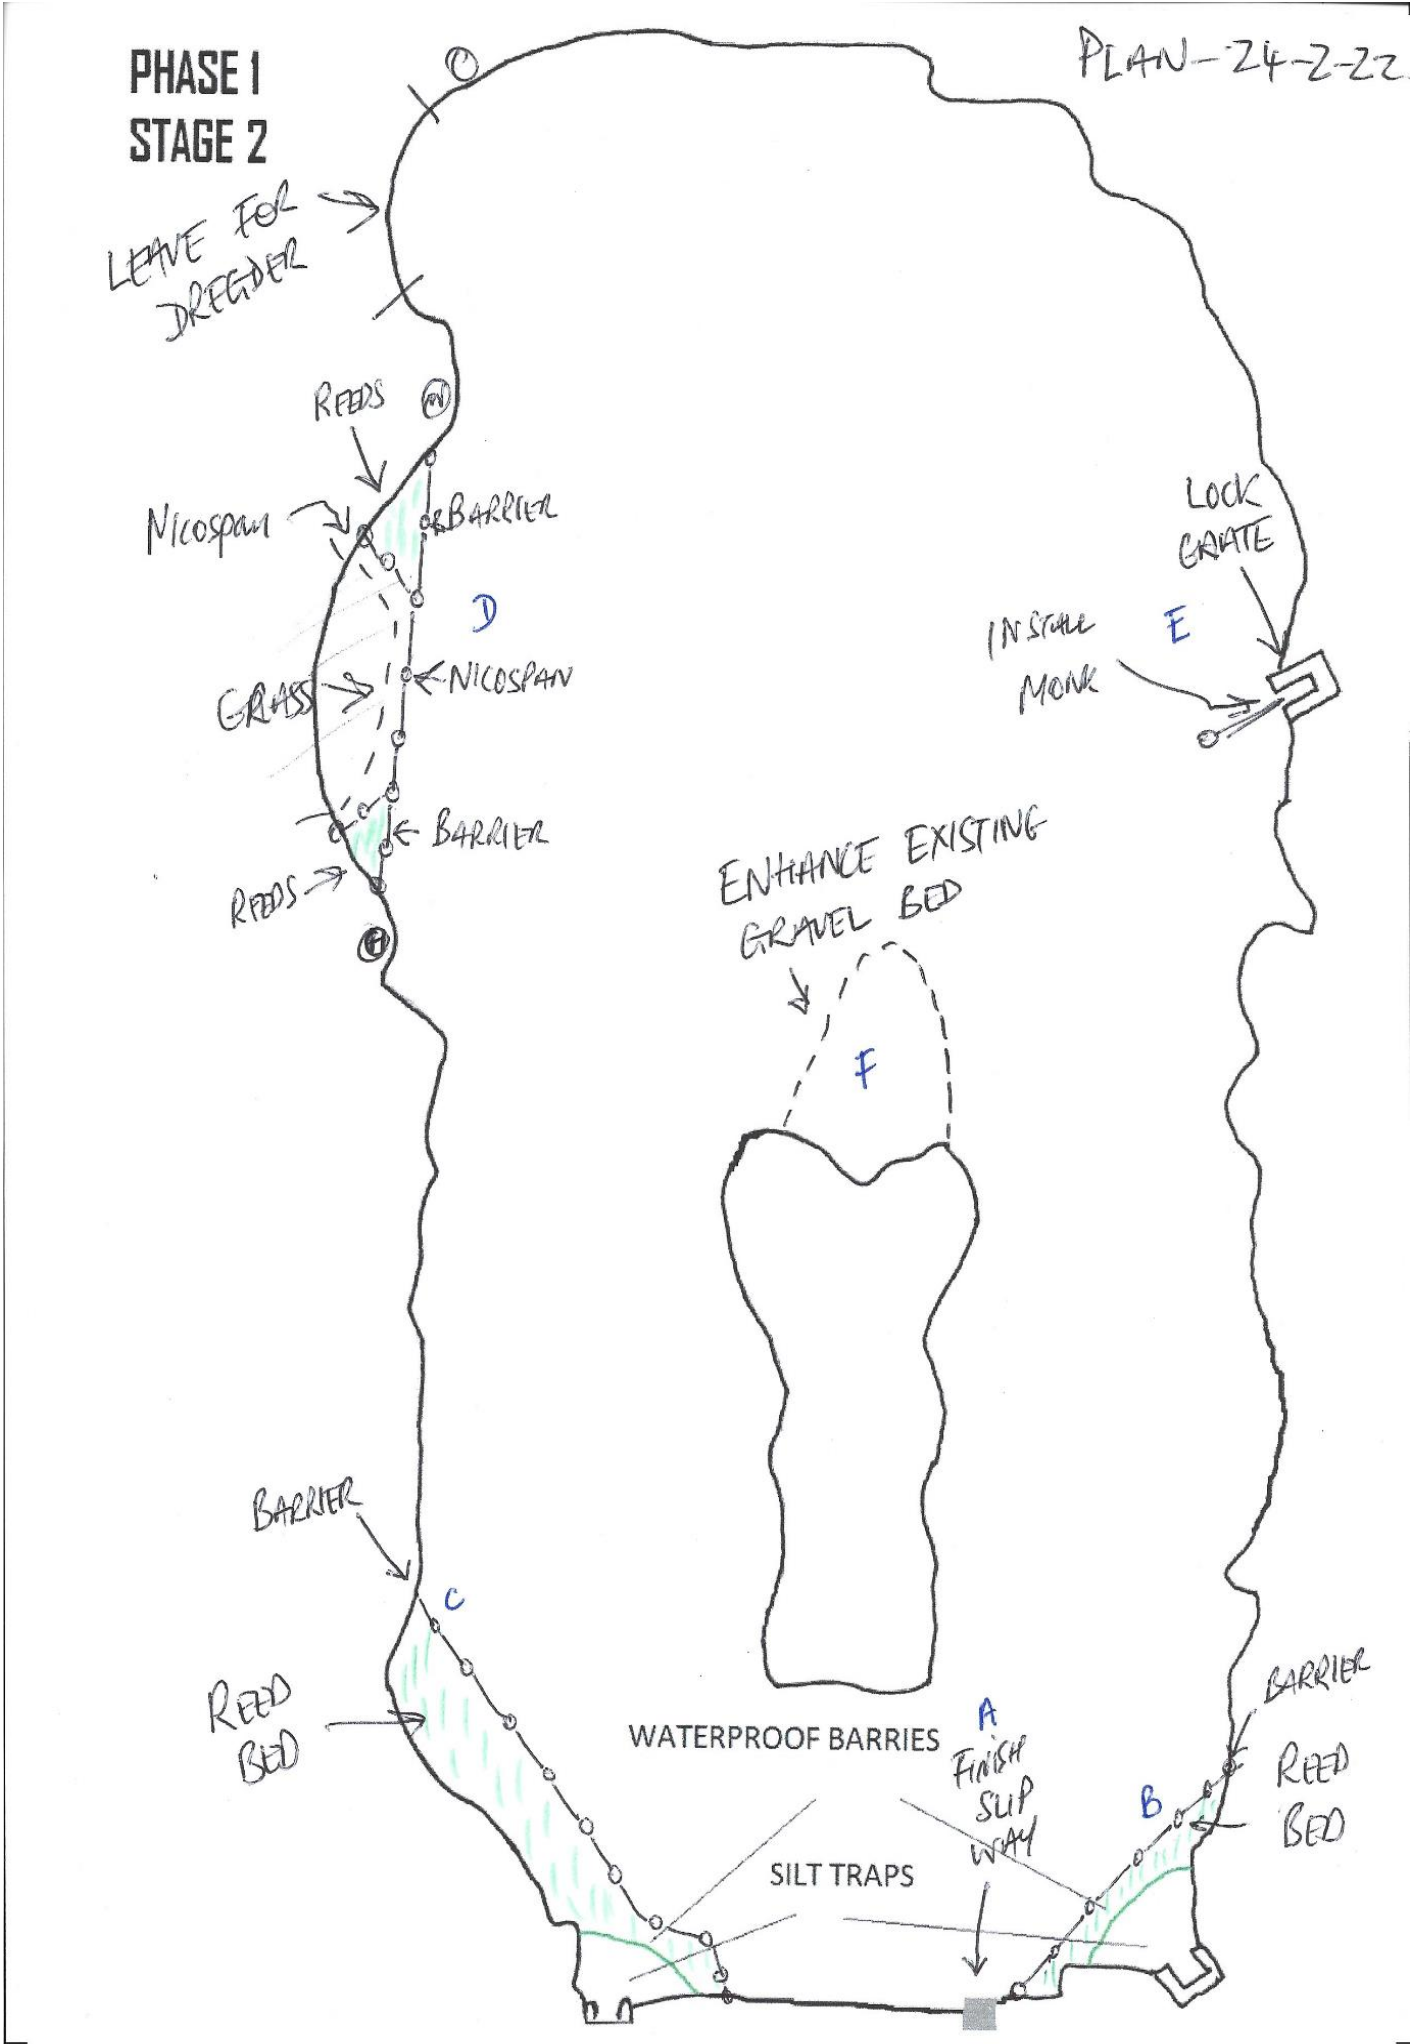 PHASE 1
STAGE 2
PLAN-24-2-22
LEAVE FOR
DREGDER
REEDS
Nicospan
BARRIER
D
GRASS
NICOSPAN
BARRIER
REEDS
H
LOCK
GRATE
E
INSTALL
MONK
ENHANCE EXISTING
GRAVEL BED
F
BARRIER
C
REED
BED
WATERPROOF BARRIES
A
FINISH
SLIP
WAY
SILT TRAPS
B
BARRIER
REED
BED